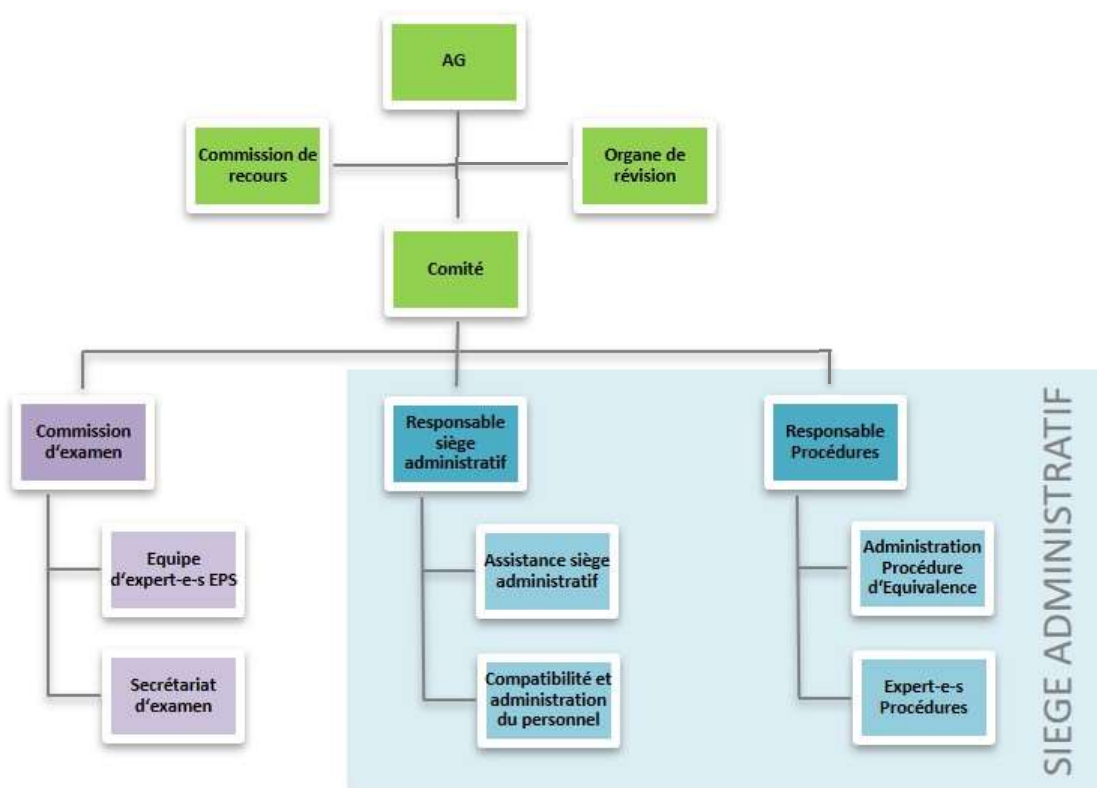 AG
Commission de
recours
Organe de
révision
Comité
Commission
d‘examen
Responsable
siège
administratif
Responsable
Procédures
Equipe
d‘expert-e-s EPS
Assistance siège
administratif
Administration
Procédure
d‘Equivalence
Secrétariat
d‘examen
Compatibilité et
administration
du personnel
Expert-e-s
Procédures
SIEGE ADMINISTRATIF